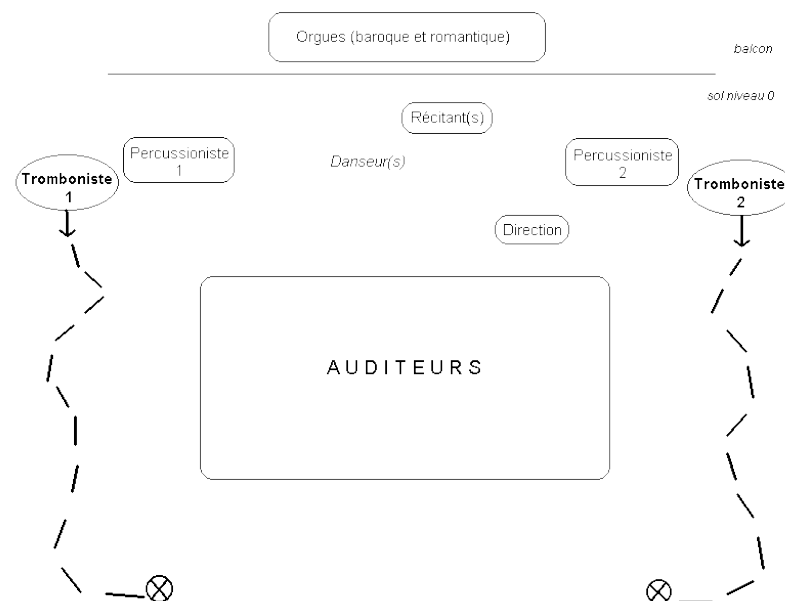 Orgues (baroque et romantique)
balcon
sol niveau 0
Récitant(s)
Percussioniste
1
Danseur(s)
Percussioniste
2
Tromboniste
1
Tromboniste
2
Direction
AUDITEURS